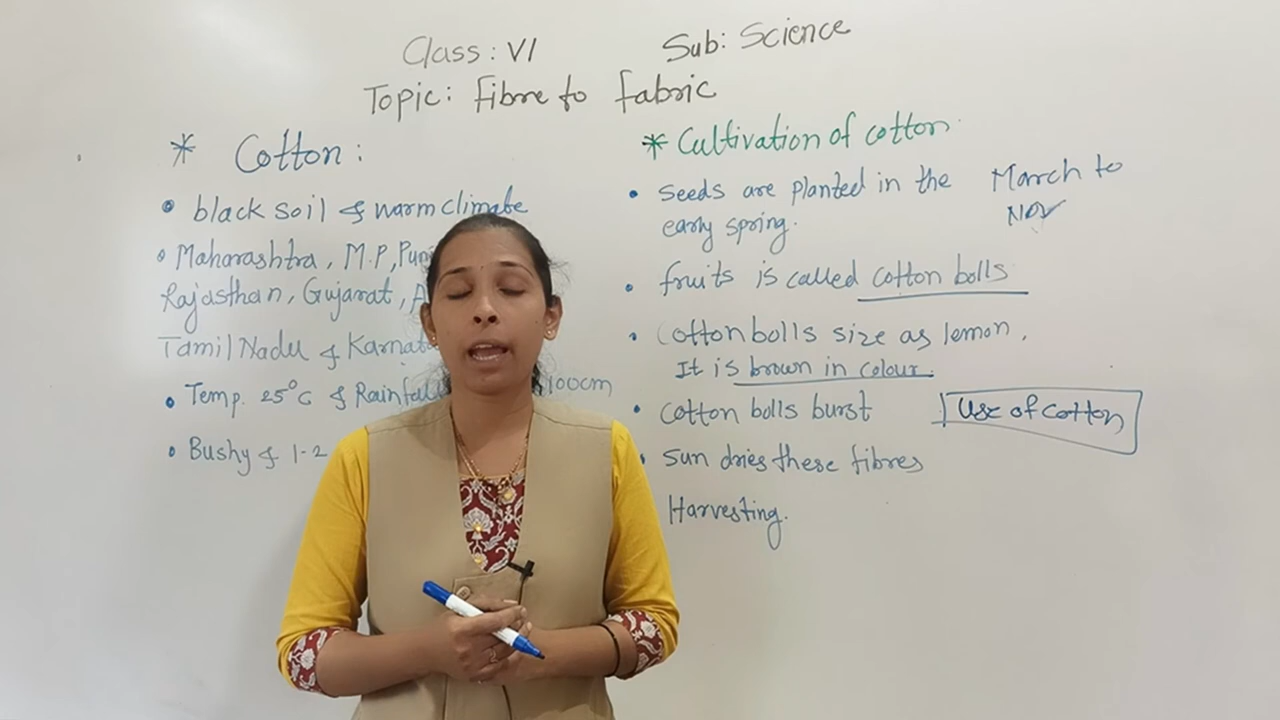 Class: VI Sub: Science
Topic: Fibre to fabric
* Cotton:
• black soil & warm climate
• Maharashtra, M.P,
Rajasthan, Gujarat,
Tamil Nadu &
• Temp. 25°C & 100cm
• Bushy & 1-2
* Cultivation of cotton
• seeds are planted in the March to
early spring. Nov
• fruits is called cotton bolls
• Cotton bolls size as lemon.
It is brown in colour.
• cotton bolls burst Use of cotton
• sun dries these fibres
Harvesting.